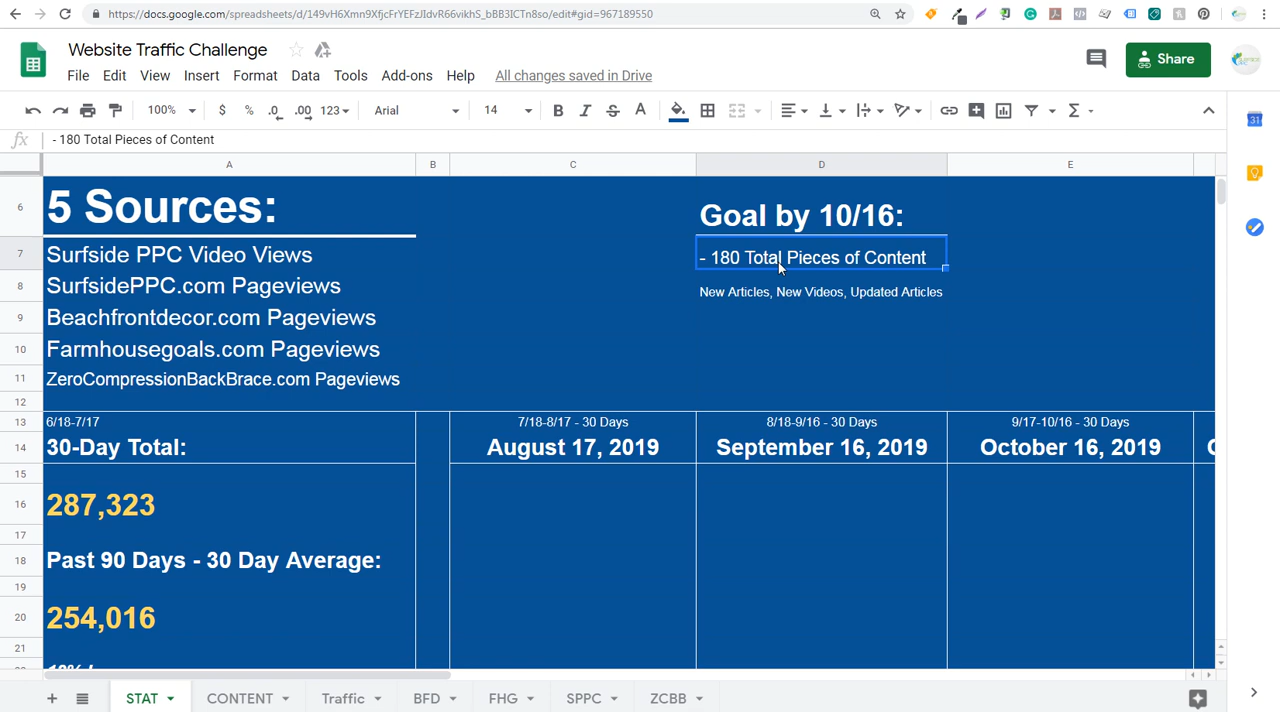 https://docs.google.com/spreadsheets/d/149vH6Xmn9XfjcFrYEFzJIdvR66vikhS_bBB3ICTn8so/edit#gid=967189550
Website Traffic Challenge
File Edit View Insert Format Data Tools Add-ons Help All changes saved in Drive
Share
100% $ % .0 .00 123 Arial 14 B I S A
fx - 180 Total Pieces of Content
A B C D E
6 5 Sources: Goal by 10/16:
7 Surfside PPC Video Views - 180 Total Pieces of Content
8 SurfsidePPC.com Pageviews New Articles, New Videos, Updated Articles
9 Beachfrontdecor.com Pageviews
10 Farmhousegoals.com Pageviews
11 ZeroCompressionBackBrace.com Pageviews
12
13 6/18-7/17 7/18-8/17 - 30 Days 8/18-9/16 - 30 Days 9/17-10/16 - 30 Days
14 30-Day Total: August 17, 2019 September 16, 2019 October 16, 2019
15
16 287,323
17
18 Past 90 Days - 30 Day Average:
19
20 254,016
21
STAT CONTENT Traffic BFD FHG SPPC ZCBB